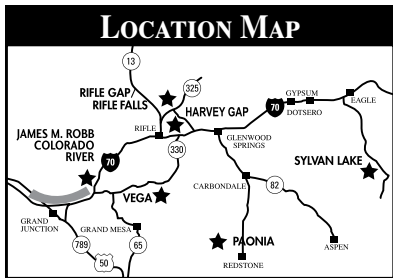 LOCATION MAP
13
RIFLE GAP/
RIFLE FALLS
325
HARVEY GAP
RIFLE
70
GYPSUM
DOTSERO
EAGLE
JAMES M. ROBB
COLORADO
RIVER
70
330
GLENWOOD
SPRINGS
SYLVAN LAKE
CARBONDALE
82
VEGA
GRAND
JUNCTION
GRAND MESA
789
50
65
PAONIA
REDSTONE
ASPEN